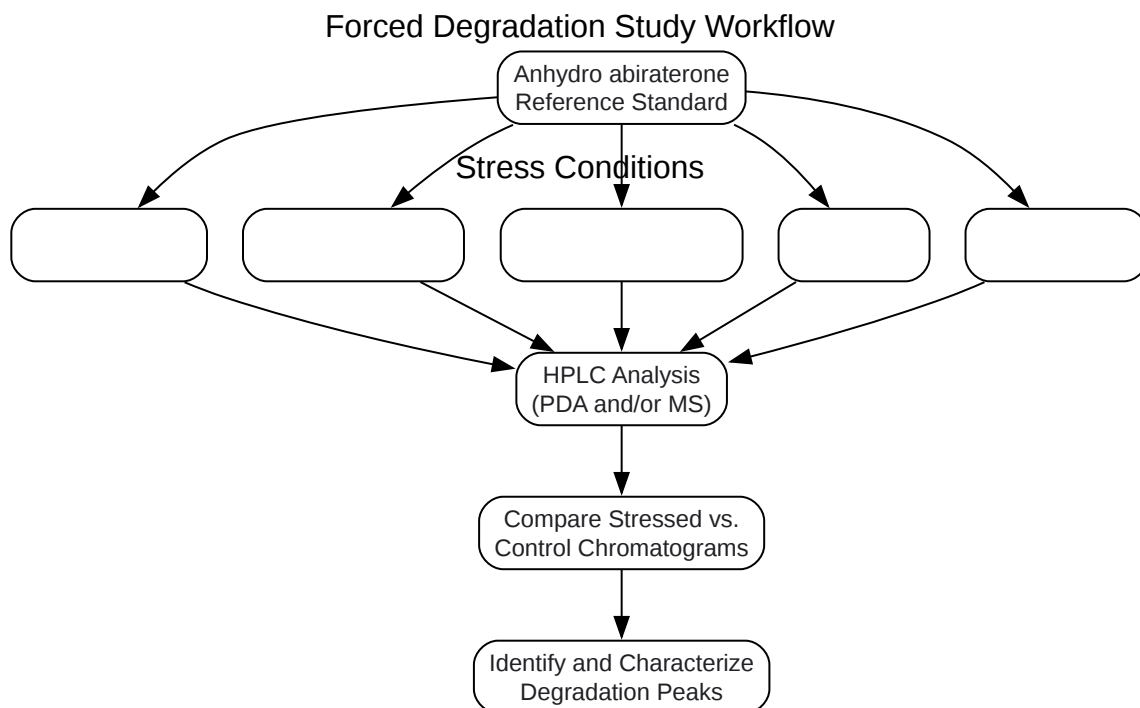 Forced Degradation Study Workflow
Anhydro abiraterone
Reference Standard
Stress Conditions
HPLC Analysis
(PDA and/or MS)
Compare Stressed vs.
Control Chromatograms
Identify and Characterize
Degradation Peaks